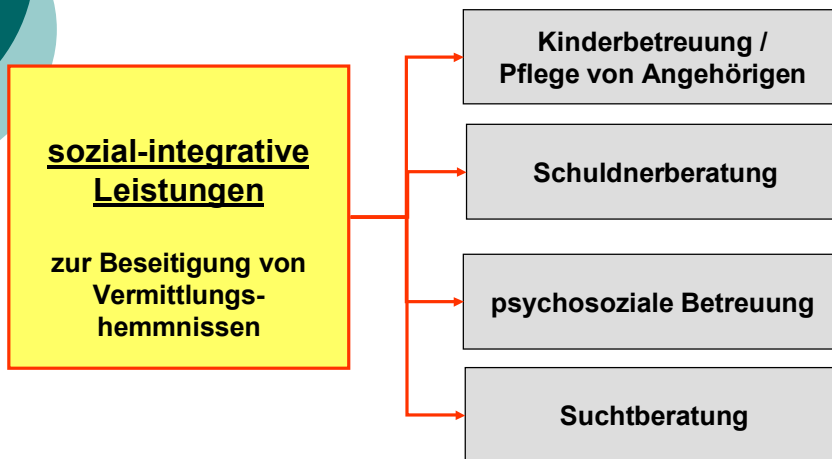 sozial-integrative
Leistungen
zur Beseitigung von
Vermittlungs-
hemmnissen
Kinderbetreuung /
Pflege von Angehörigen
Schuldnerberatung
psychosoziale Betreuung
Suchtberatung